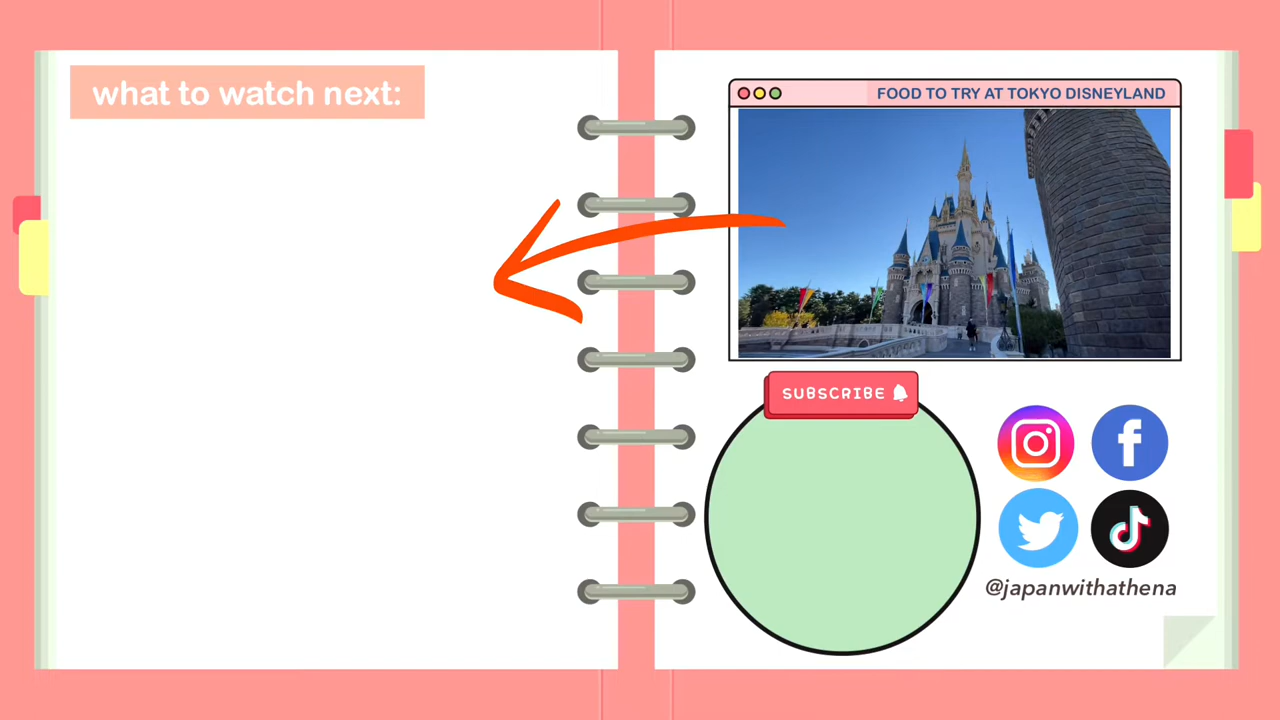 what to watch next:
FOOD TO TRY AT TOKYO DISNEYLAND
SUBSCRIBE
@japanwithathena